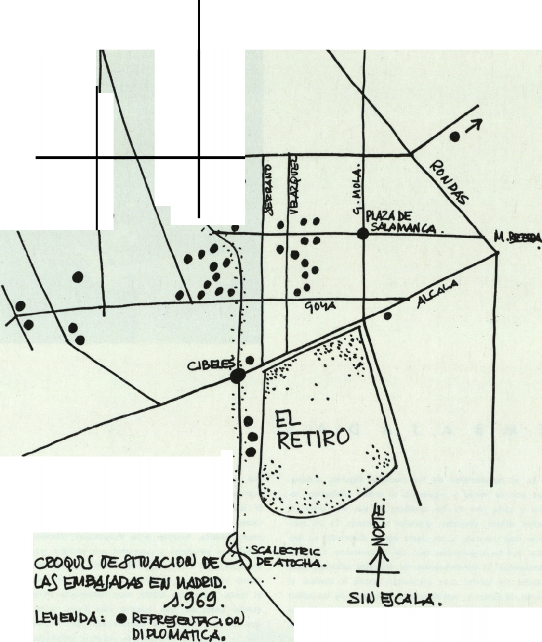 SERRANO
VELAZQUEZ
G. MOLA.
RONDAS
PLAZA DE
SALAMANCA.
M. BECERRA
GOYA
ALCALA
CIBELES
EL
RETIRO
SCALECTRIC
DE ATOCHA.
NORTE
SIN ESCALA.
CROQUIS DE SITUACION DE
LAS EMBAJADAS EN MADRID.
1.969.
LEYENDA: ● REPRESENTACION
DIPLOMATICA.